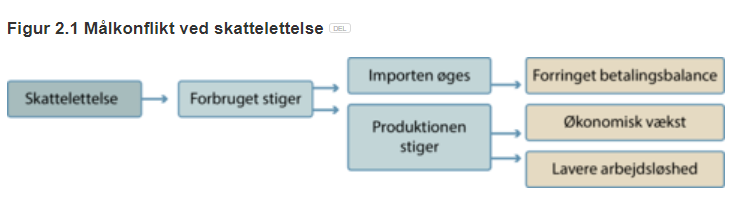 Figur 2.1 Målkonflikt ved skattelettelse DEL
Skattelettelse
Forbruget stiger
Importen øges
Forringet betalingsbalance
Produktionen
stiger
Økonomisk vækst
Lavere arbejdsløshed